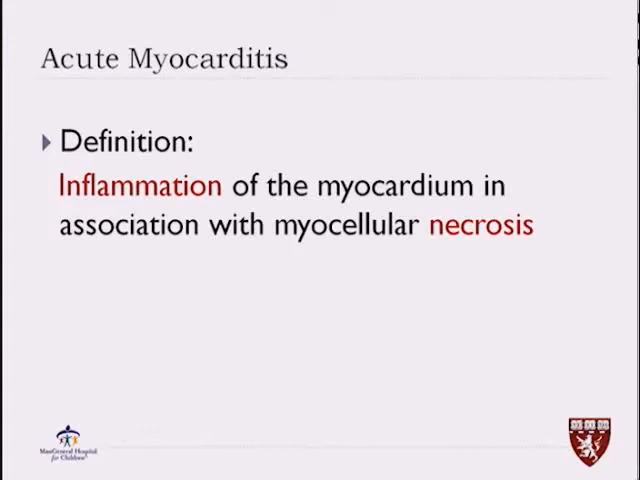 Acute Myocarditis
Definition:
Inflammation of the myocardium in
association with myocellular necrosis
MassGeneral Hospital
for Children